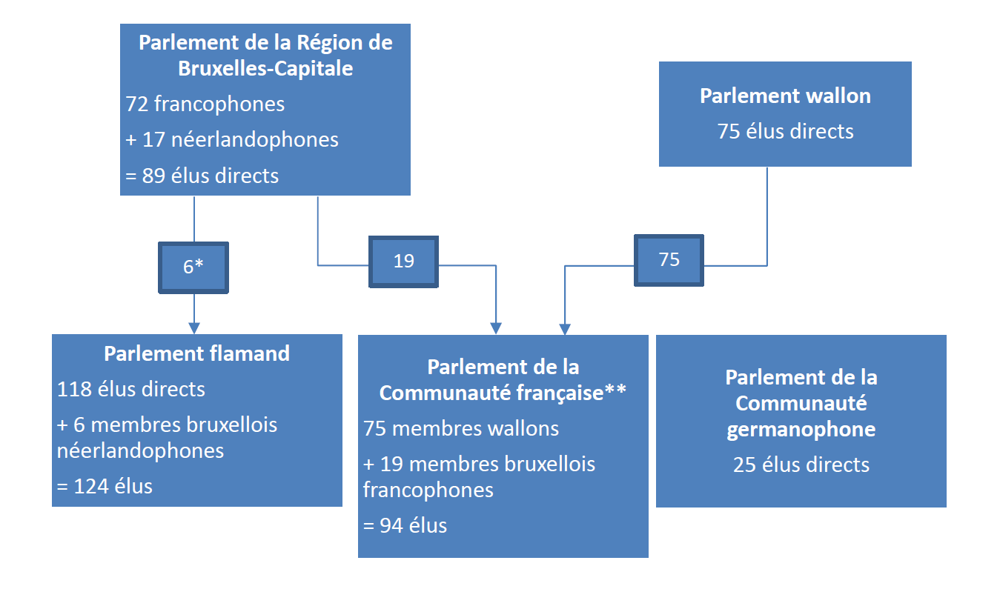 Parlement de la Région de
Bruxelles-Capitale
72 francophones
+ 17 néerlandophones
= 89 élus directs
Parlement wallon
75 élus directs
6*
19
75
Parlement flamand
118 élus directs
+ 6 membres bruxellois
néerlandophones
= 124 élus
Parlement de la
Communauté française**
75 membres wallons
+ 19 membres bruxellois
francophones
= 94 élus
Parlement de la
Communauté
germanophone
25 élus directs